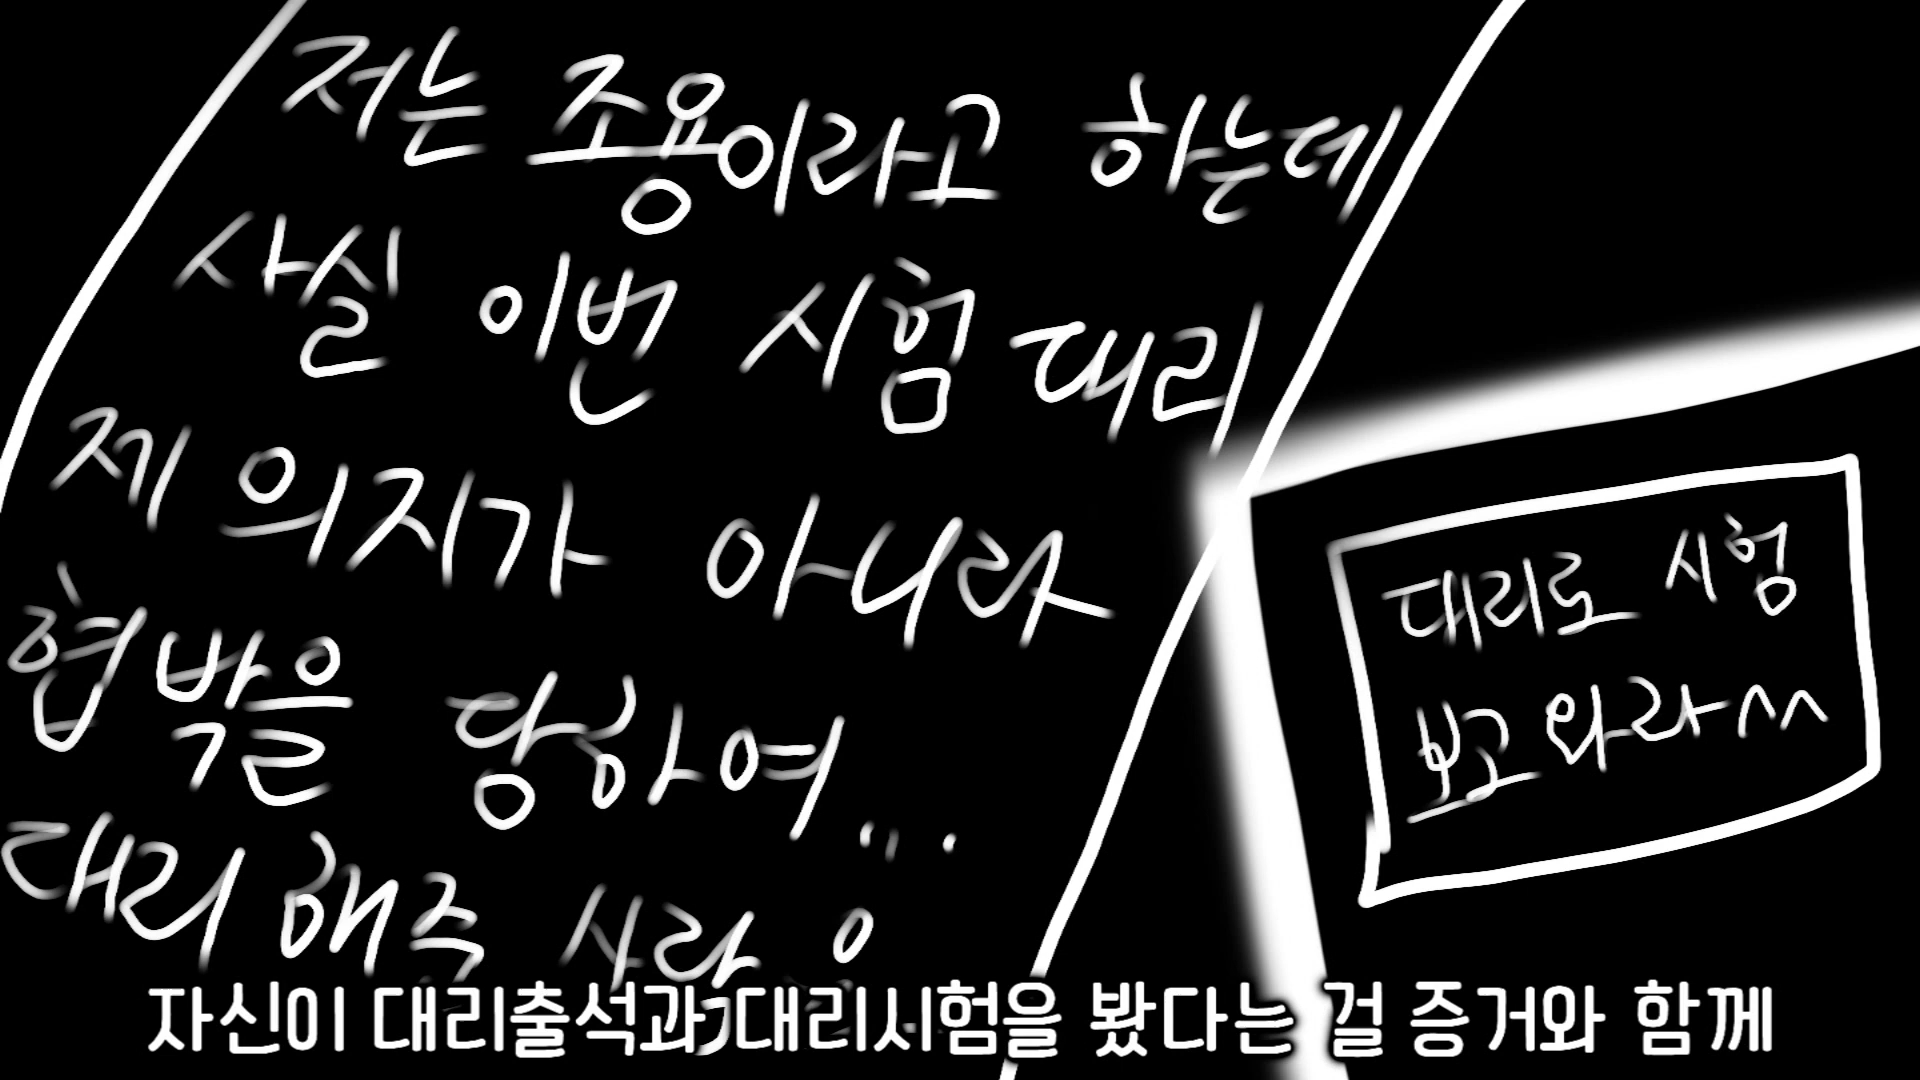 저는 조용이라고 하는데
사실 이번 시험 대리
제 의지가 아니라
협박을 당하여...
대리 해주 사람
대리로 시험
보고 와라^^
자신이 대리출석과 대리시험을 봤다는 걸 증거와 함께